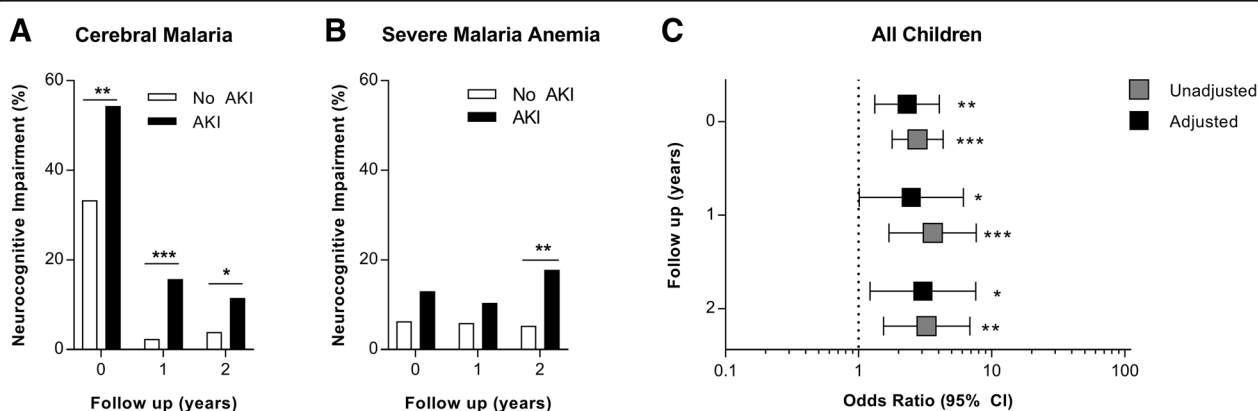 A
Cerebral Malaria
Neurocognitive Impairment (%)
60
40
20
0
**
***
*
No AKI
AKI
0
1
2
Follow up (years)
B
Severe Malaria Anemia
Neurocognitive Impairment (%)
60
40
20
0
No AKI
AKI
**
0
1
2
Follow up (years)
C
All Children
Follow up (years)
0
1
2
**
***
*
***
*
**
Unadjusted
Adjusted
0.1
1
10
100
Odds Ratio (95% CI)